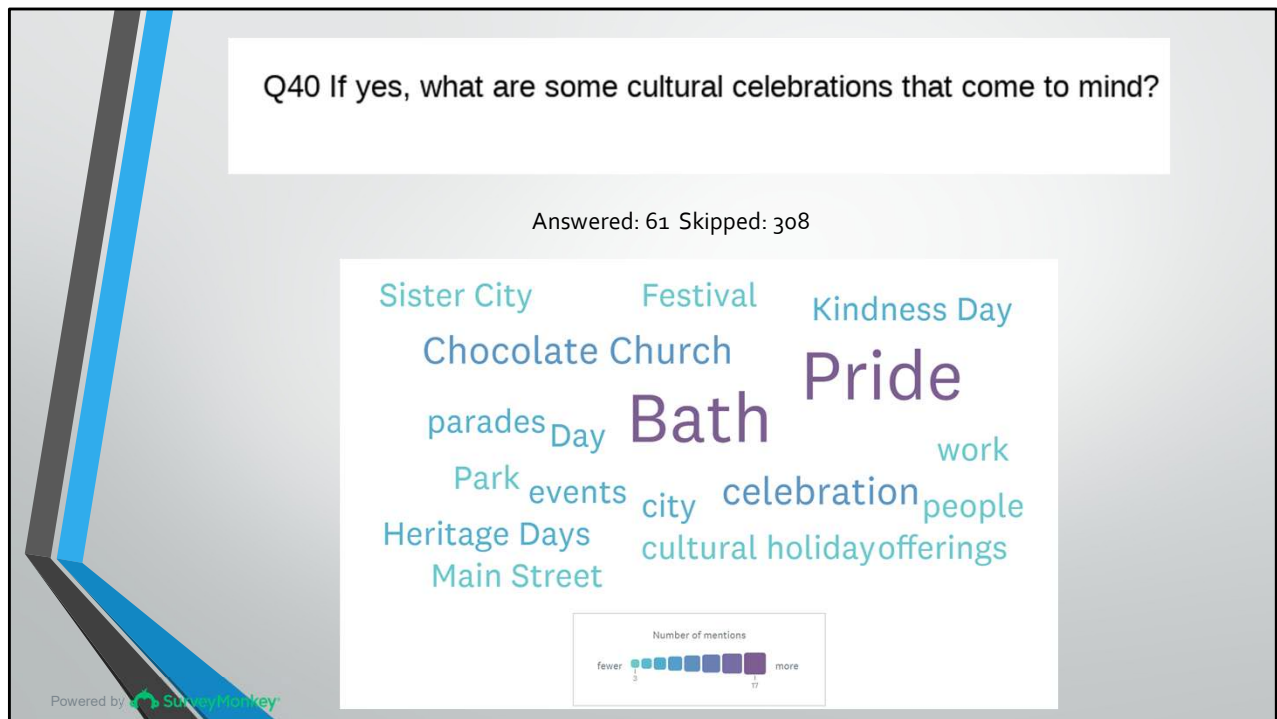 Q40 If yes, what are some cultural celebrations that come to mind?
Answered: 61 Skipped: 308
Sister City Festival Kindness Day
Chocolate Church Pride
parades Day Bath
work
Park events city celebration people
Heritage Days cultural holiday offerings
Main Street
Number of mentions
fewer more
3 17
Powered by SurveyMonkey